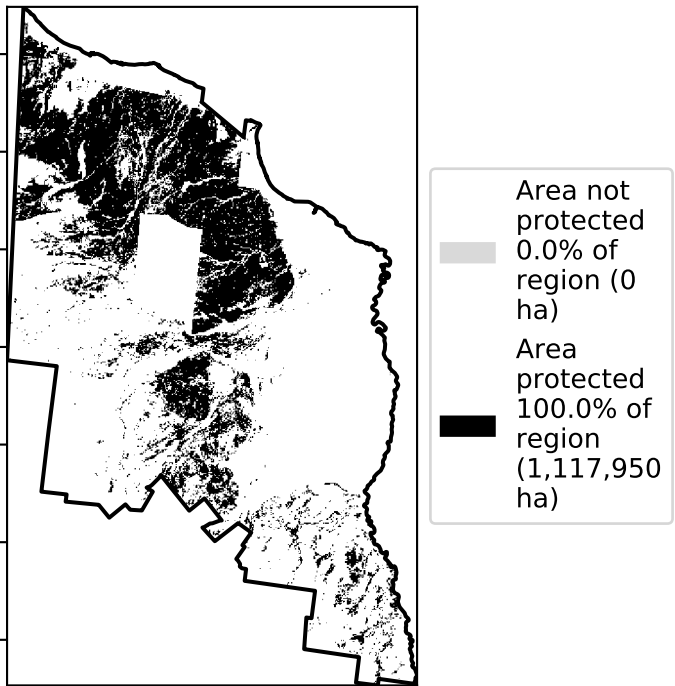 Area not
protected
0.0% of
region (0
ha)
Area
protected
100.0% of
region
(1,117,950
ha)